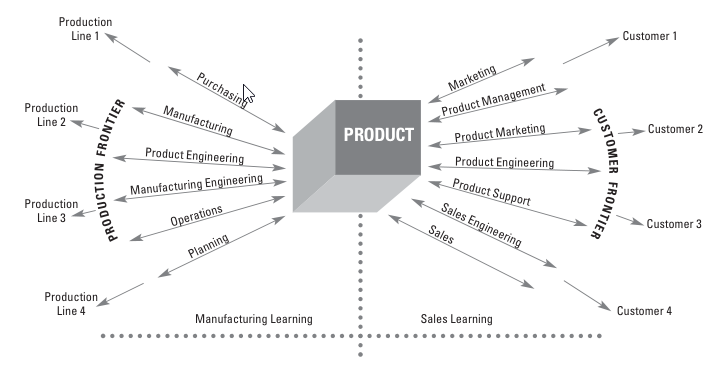 Production
Line 1
Customer 1
Purchasing
Marketing
Product Management
Production
Line 2
PRODUCTION FRONTIER
Manufacturing
PRODUCT
Product Marketing
CUSTOMER FRONTIER
Customer 2
Product Engineering
Product Engineering
Manufacturing Engineering
Product Support
Production
Line 3
Operations
Sales Engineering
Customer 3
Planning
Sales
Production
Line 4
Customer 4
Manufacturing Learning
Sales Learning